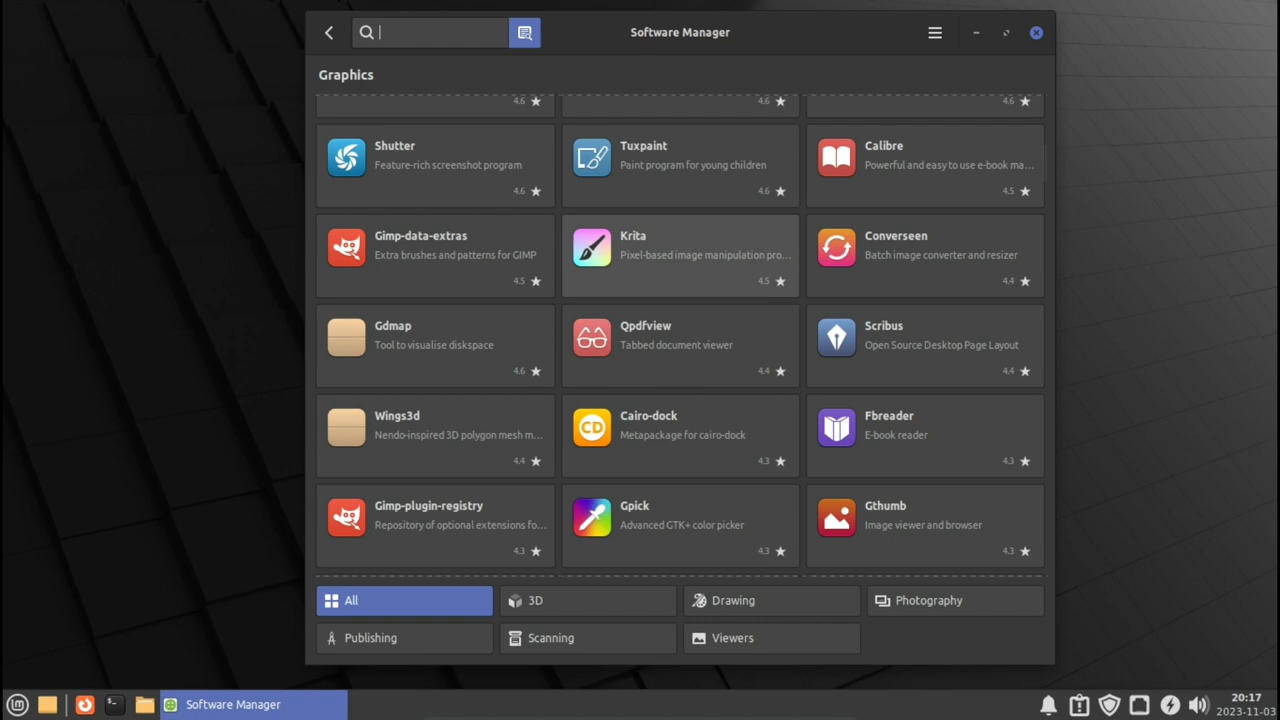 Software Manager
Graphics
4.6
4.6
4.6
Shutter
Feature-rich screenshot program
4.6
Tuxpaint
Paint program for young children
4.6
Calibre
Powerful and easy to use e-book ma...
4.5
Gimp-data-extras
Extra brushes and patterns for GIMP
4.5
Krita
Pixel-based image manipulation pro...
4.5
Converseen
Batch image converter and resizer
4.4
Gdmap
Tool to visualise diskspace
4.6
Qpdfview
Tabbed document viewer
4.4
Scribus
Open Source Desktop Page Layout
4.4
Wings3d
Nendo-inspired 3D polygon mesh m...
4.4
CD
Cairo-dock
Metapackage for cairo-dock
4.3
Fbreader
E-book reader
4.3
Gimp-plugin-registry
Repository of optional extensions fo...
4.3
Gpick
Advanced GTK+ color picker
4.3
Gthumb
Image viewer and browser
4.3
All
3D
Drawing
Photography
Publishing
Scanning
Viewers
Software Manager
20:17
2023-11-03